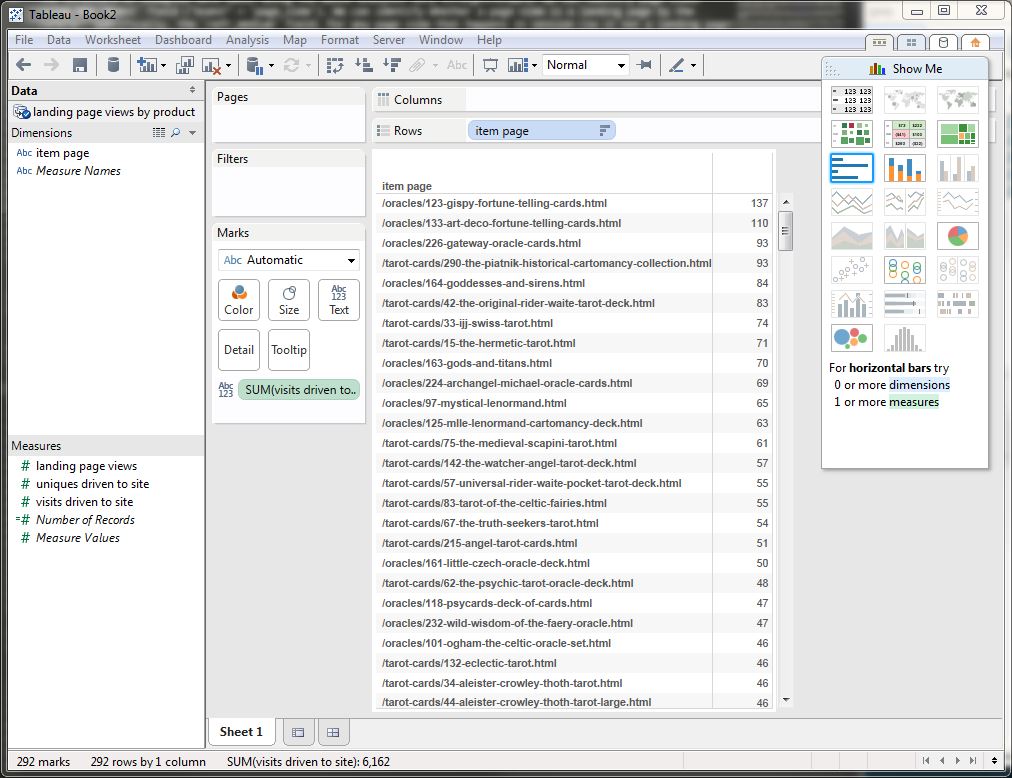 Tableau - Book2
File Data Worksheet Dashboard Analysis Map Format Server Window Help
Abc Normal
Show Me
Data
landing page views by product
Dimensions
Abc item page
Abc Measure Names
Measures
# landing page views
# uniques driven to site
# visits driven to site
=# Number of Records
# Measure Values
Pages
Filters
Marks
Abc Automatic
Color Size Abc 123 Text
Detail Tooltip
Abc 123 SUM(visits driven to..
Columns
Rows item page
item page
/oracles/123-gispy-fortune-telling-cards.html 137
/oracles/133-art-deco-fortune-telling-cards.html 110
/oracles/226-gateway-oracle-cards.html 93
/tarot-cards/290-the-piatnik-historical-cartomancy-collection.html 93
/oracles/164-goddesses-and-sirens.html 84
/tarot-cards/42-the-original-rider-waite-tarot-deck.html 83
/tarot-cards/33-ijj-swiss-tarot.html 74
/tarot-cards/15-the-hermetic-tarot.html 71
/oracles/163-gods-and-titans.html 70
/oracles/224-archangel-michael-oracle-cards.html 69
/oracles/97-mystical-lenormand.html 65
/oracles/125-mlle-lenormand-cartomancy-deck.html 63
/tarot-cards/75-the-medieval-scapini-tarot.html 61
/tarot-cards/142-the-watcher-angel-tarot-deck.html 57
/tarot-cards/57-universal-rider-waite-pocket-tarot-deck.html 55
/tarot-cards/83-tarot-of-the-celtic-fairies.html 55
/tarot-cards/67-the-truth-seekers-tarot.html 54
/tarot-cards/215-angel-tarot-cards.html 51
/oracles/161-little-czech-oracle-deck.html 50
/tarot-cards/62-the-psychic-tarot-oracle-deck.html 48
/oracles/118-psycards-deck-of-cards.html 47
/oracles/232-wild-wisdom-of-the-faery-oracle.html 47
/oracles/101-ogham-the-celtic-oracle-set.html 46
/tarot-cards/132-eclectic-tarot.html 46
/tarot-cards/34-aleister-crowley-thoth-tarot.html 46
/tarot-cards/44-aleister-crowley-thoth-tarot-large.html 46
123 123
123 123
123 123
For horizontal bars try
0 or more dimensions
1 or more measures
Sheet 1
292 marks 292 rows by 1 column SUM(visits driven to site): 6,162